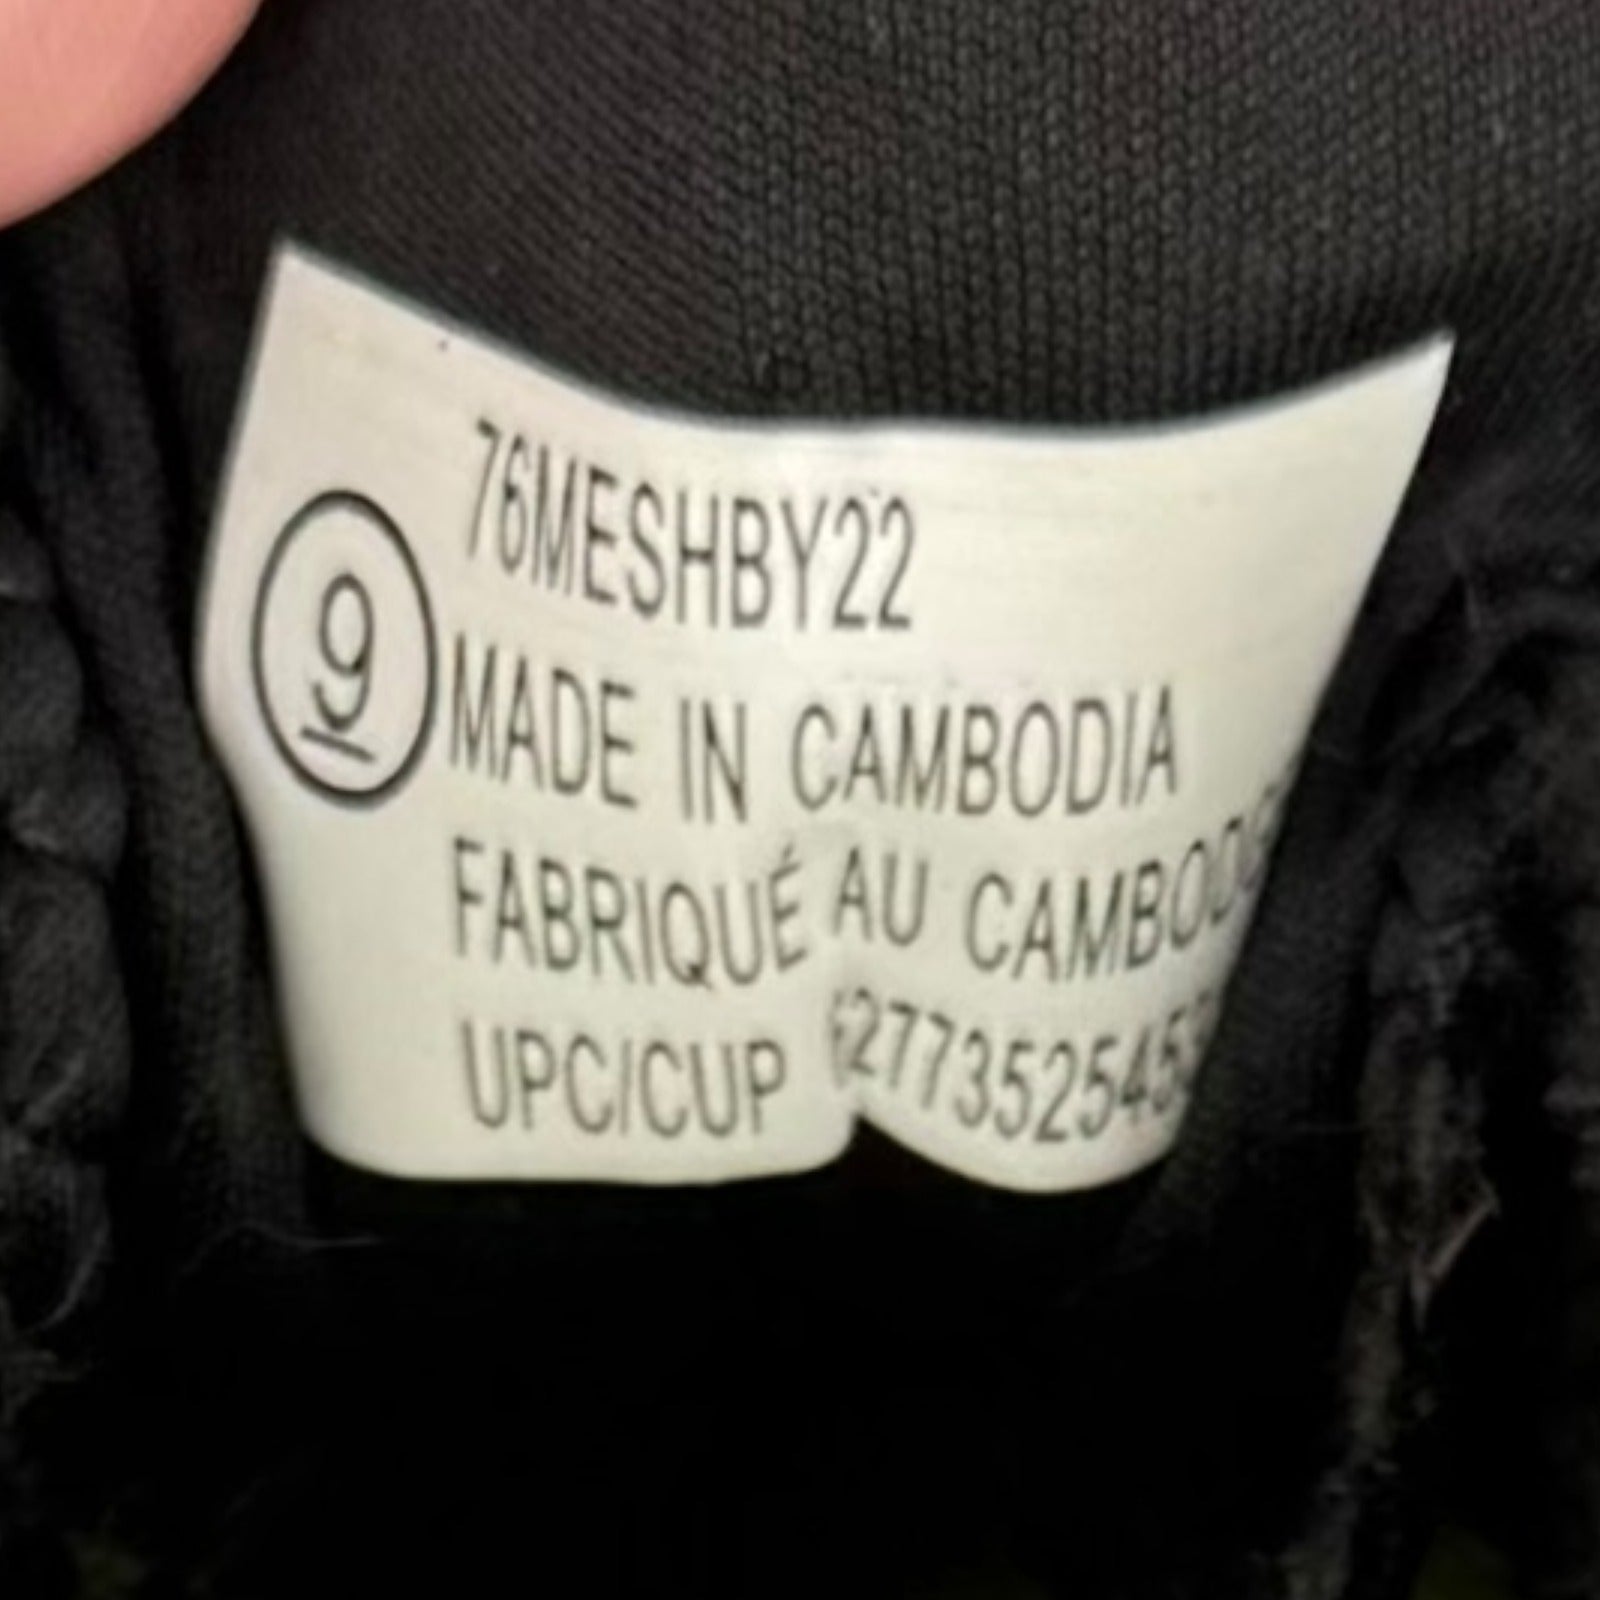 76MESHBY22
9
MADE IN CAMBODIA
FABRIQUÉ AU
UPC/CUP